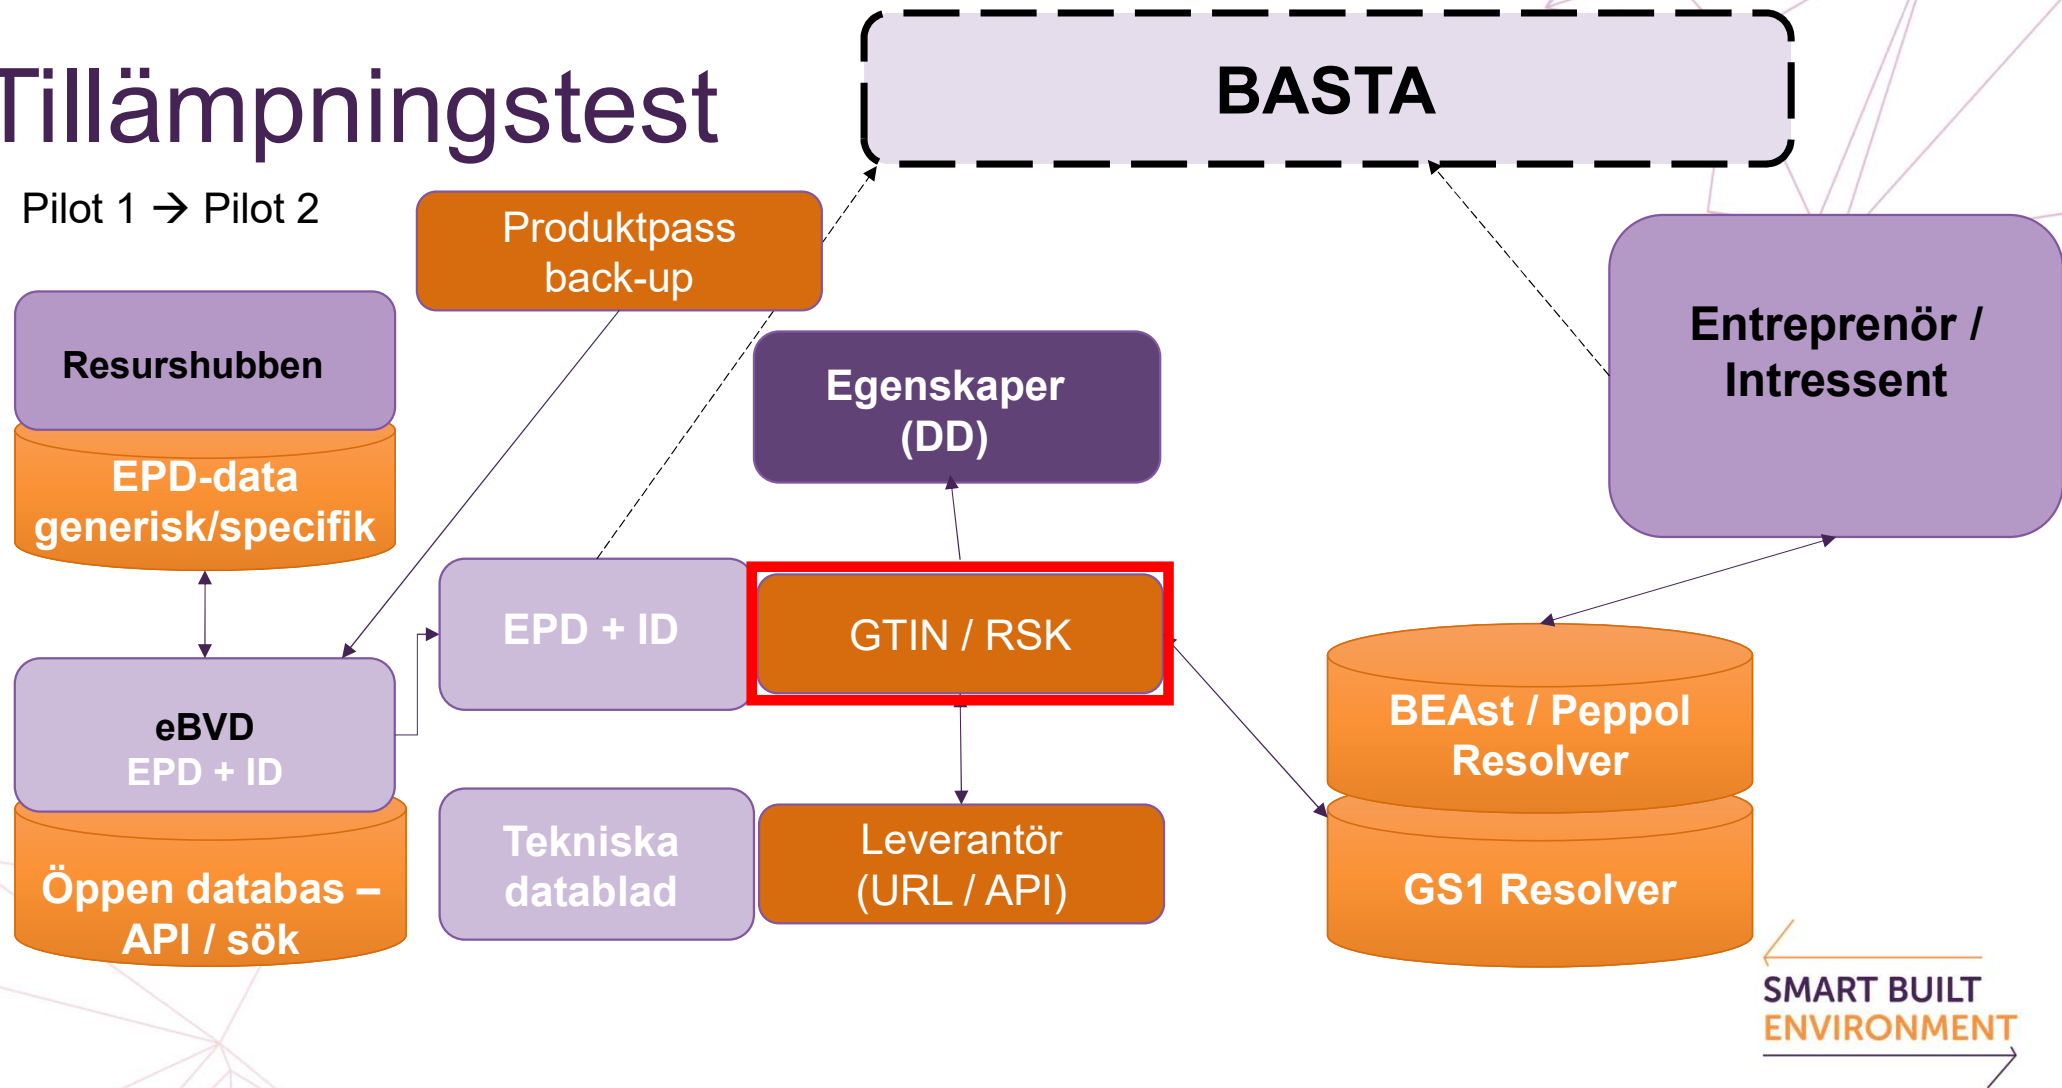 Tillämpningstest
Pilot 1 → Pilot 2
BASTA
Produktpass
back-up
Resurshubben
EPD-data
generisk/specifik
Egenskaper
(DD)
Entreprenör /
Intressent
EPD + ID
GTIN / RSK
eBVD
EPD + ID
Öppen databas –
API / sök
Tekniska
datablad
Leverantör
(URL / API)
BEAst / Peppol
Resolver
GS1 Resolver
SMART BUILT
ENVIRONMENT